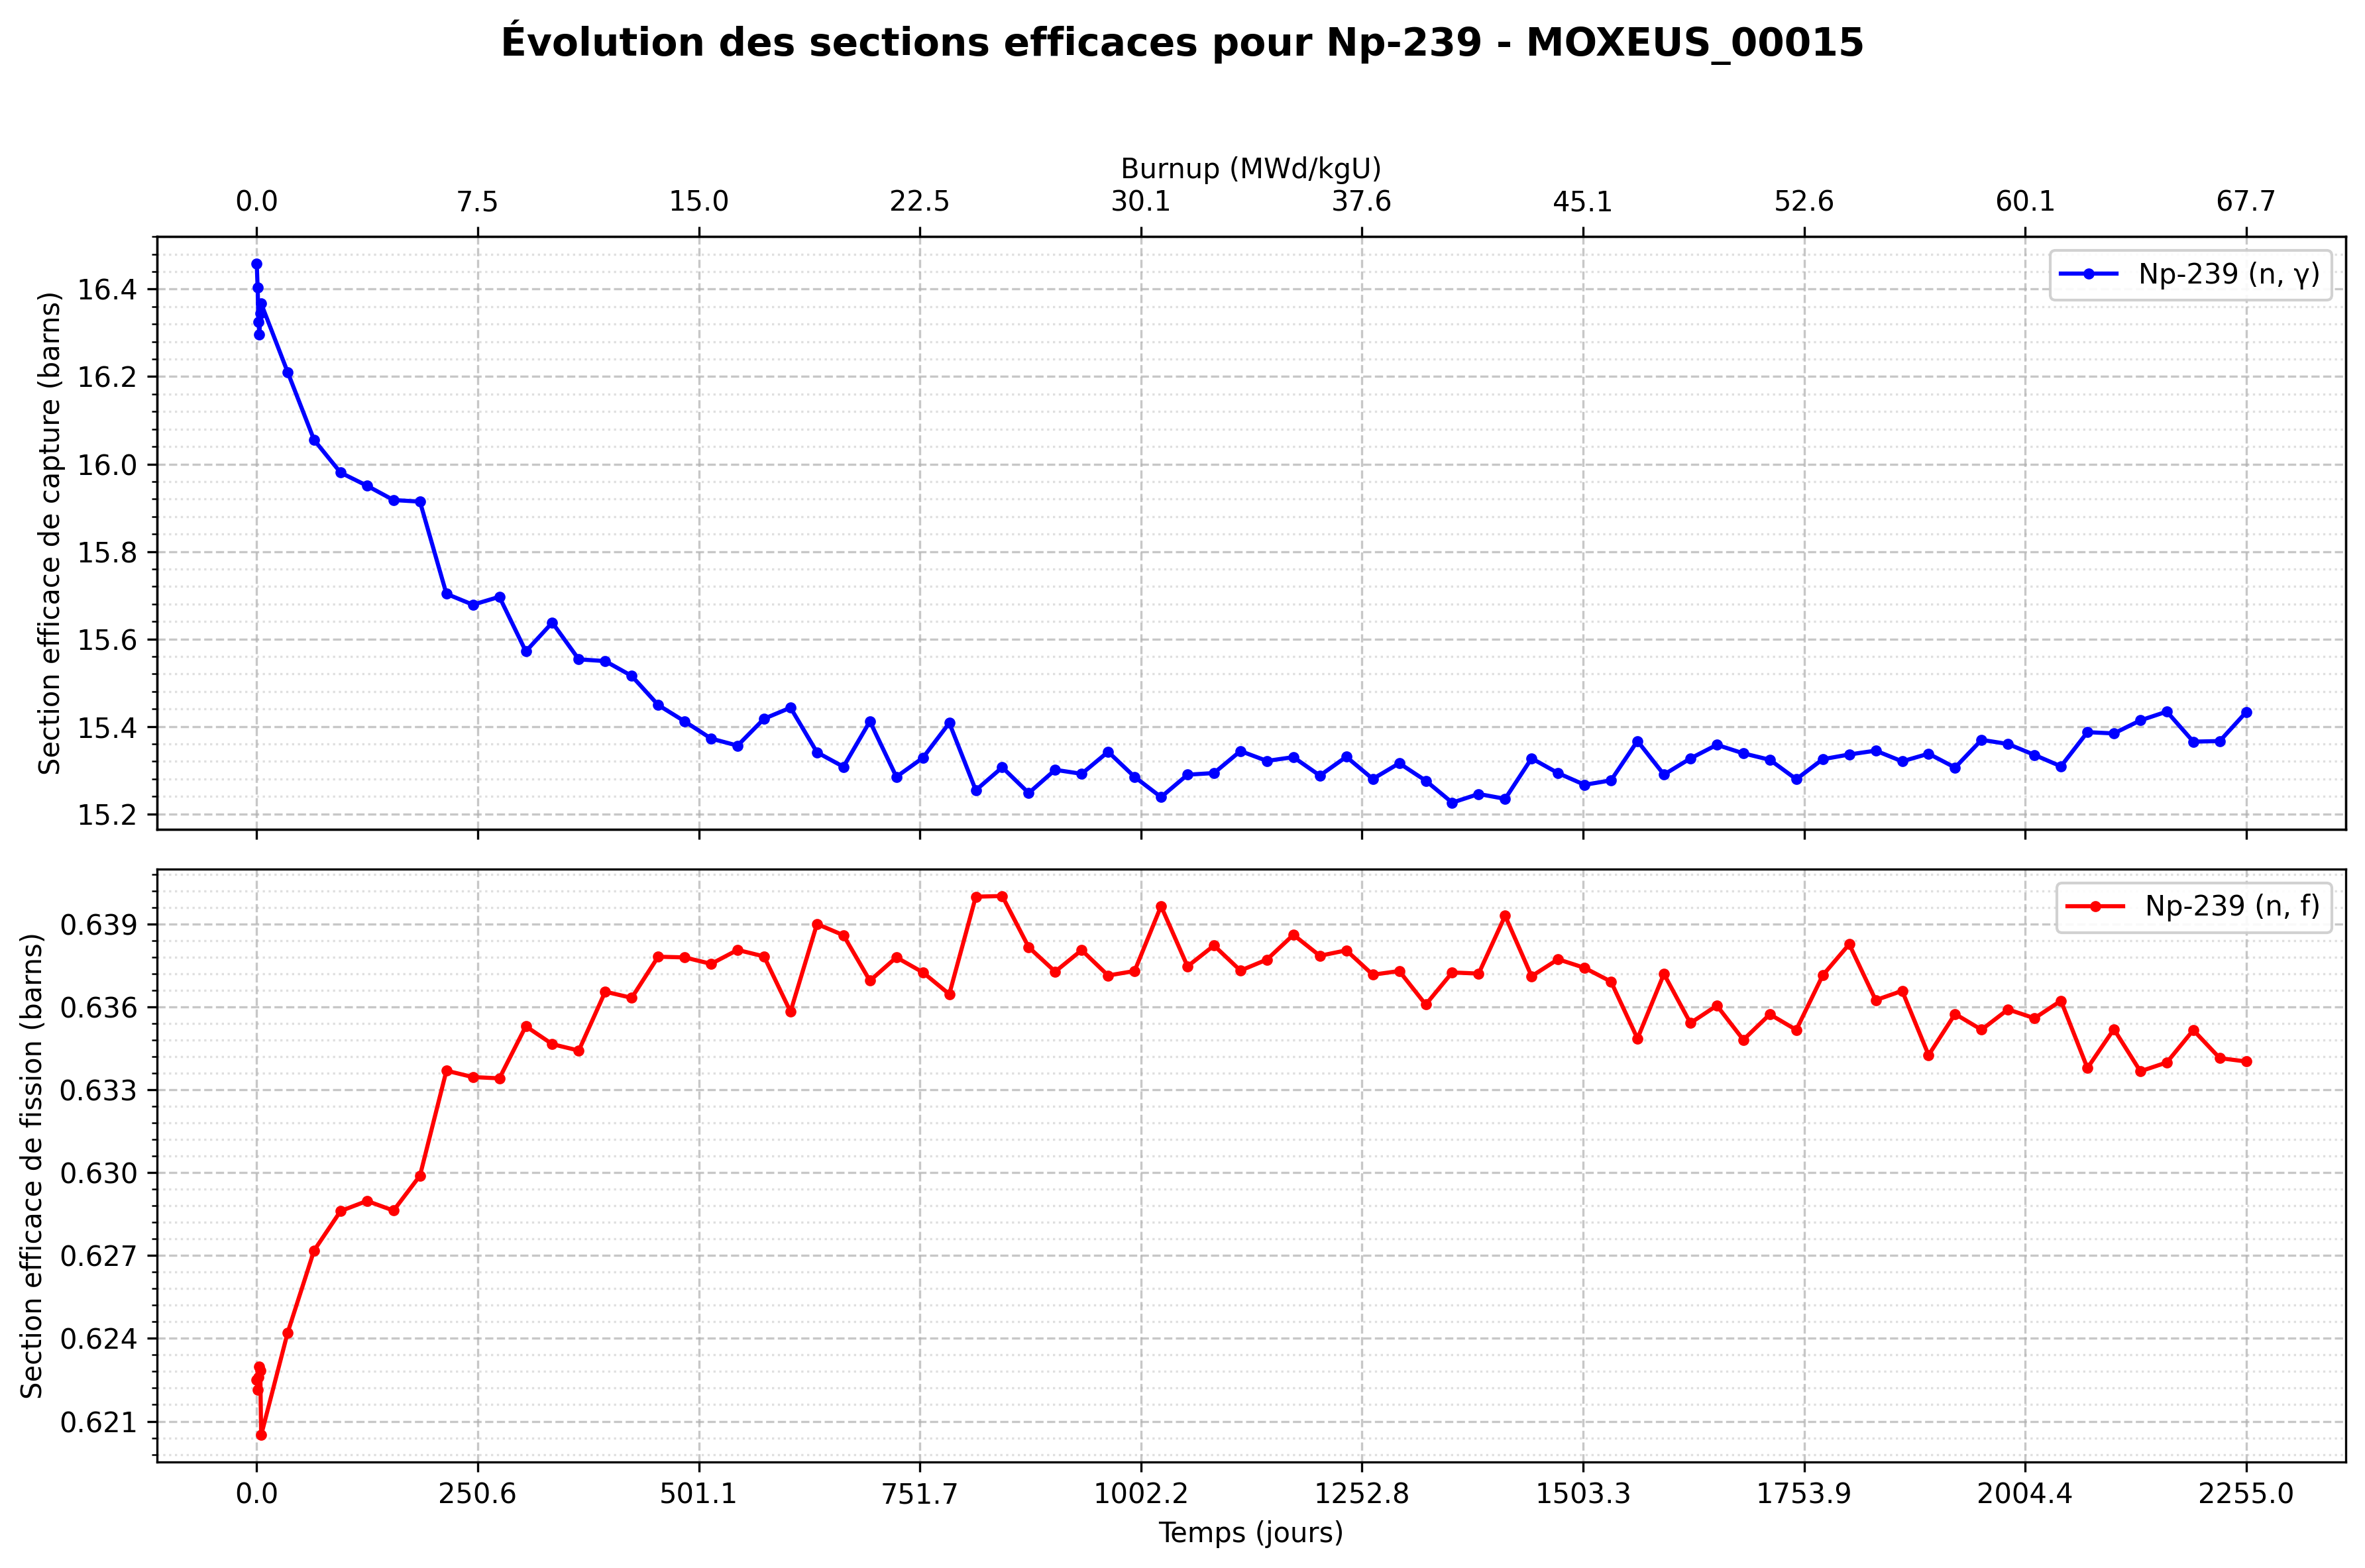 Évolution des sections efficaces pour Np-239 - MOXEUS_00015
Burnup (MWd/kgU)
0.0 7.5 15.0 22.5 30.1 37.6 45.1 52.6 60.1 67.7
Section efficace de capture (barns)
16.4
16.2
16.0
15.8
15.6
15.4
15.2
Np-239 (n, γ)
Section efficace de fission (barns)
0.639
0.636
0.633
0.630
0.627
0.624
0.621
Np-239 (n, f)
0.0 250.6 501.1 751.7 1002.2 1252.8 1503.3 1753.9 2004.4 2255.0
Temps (jours)